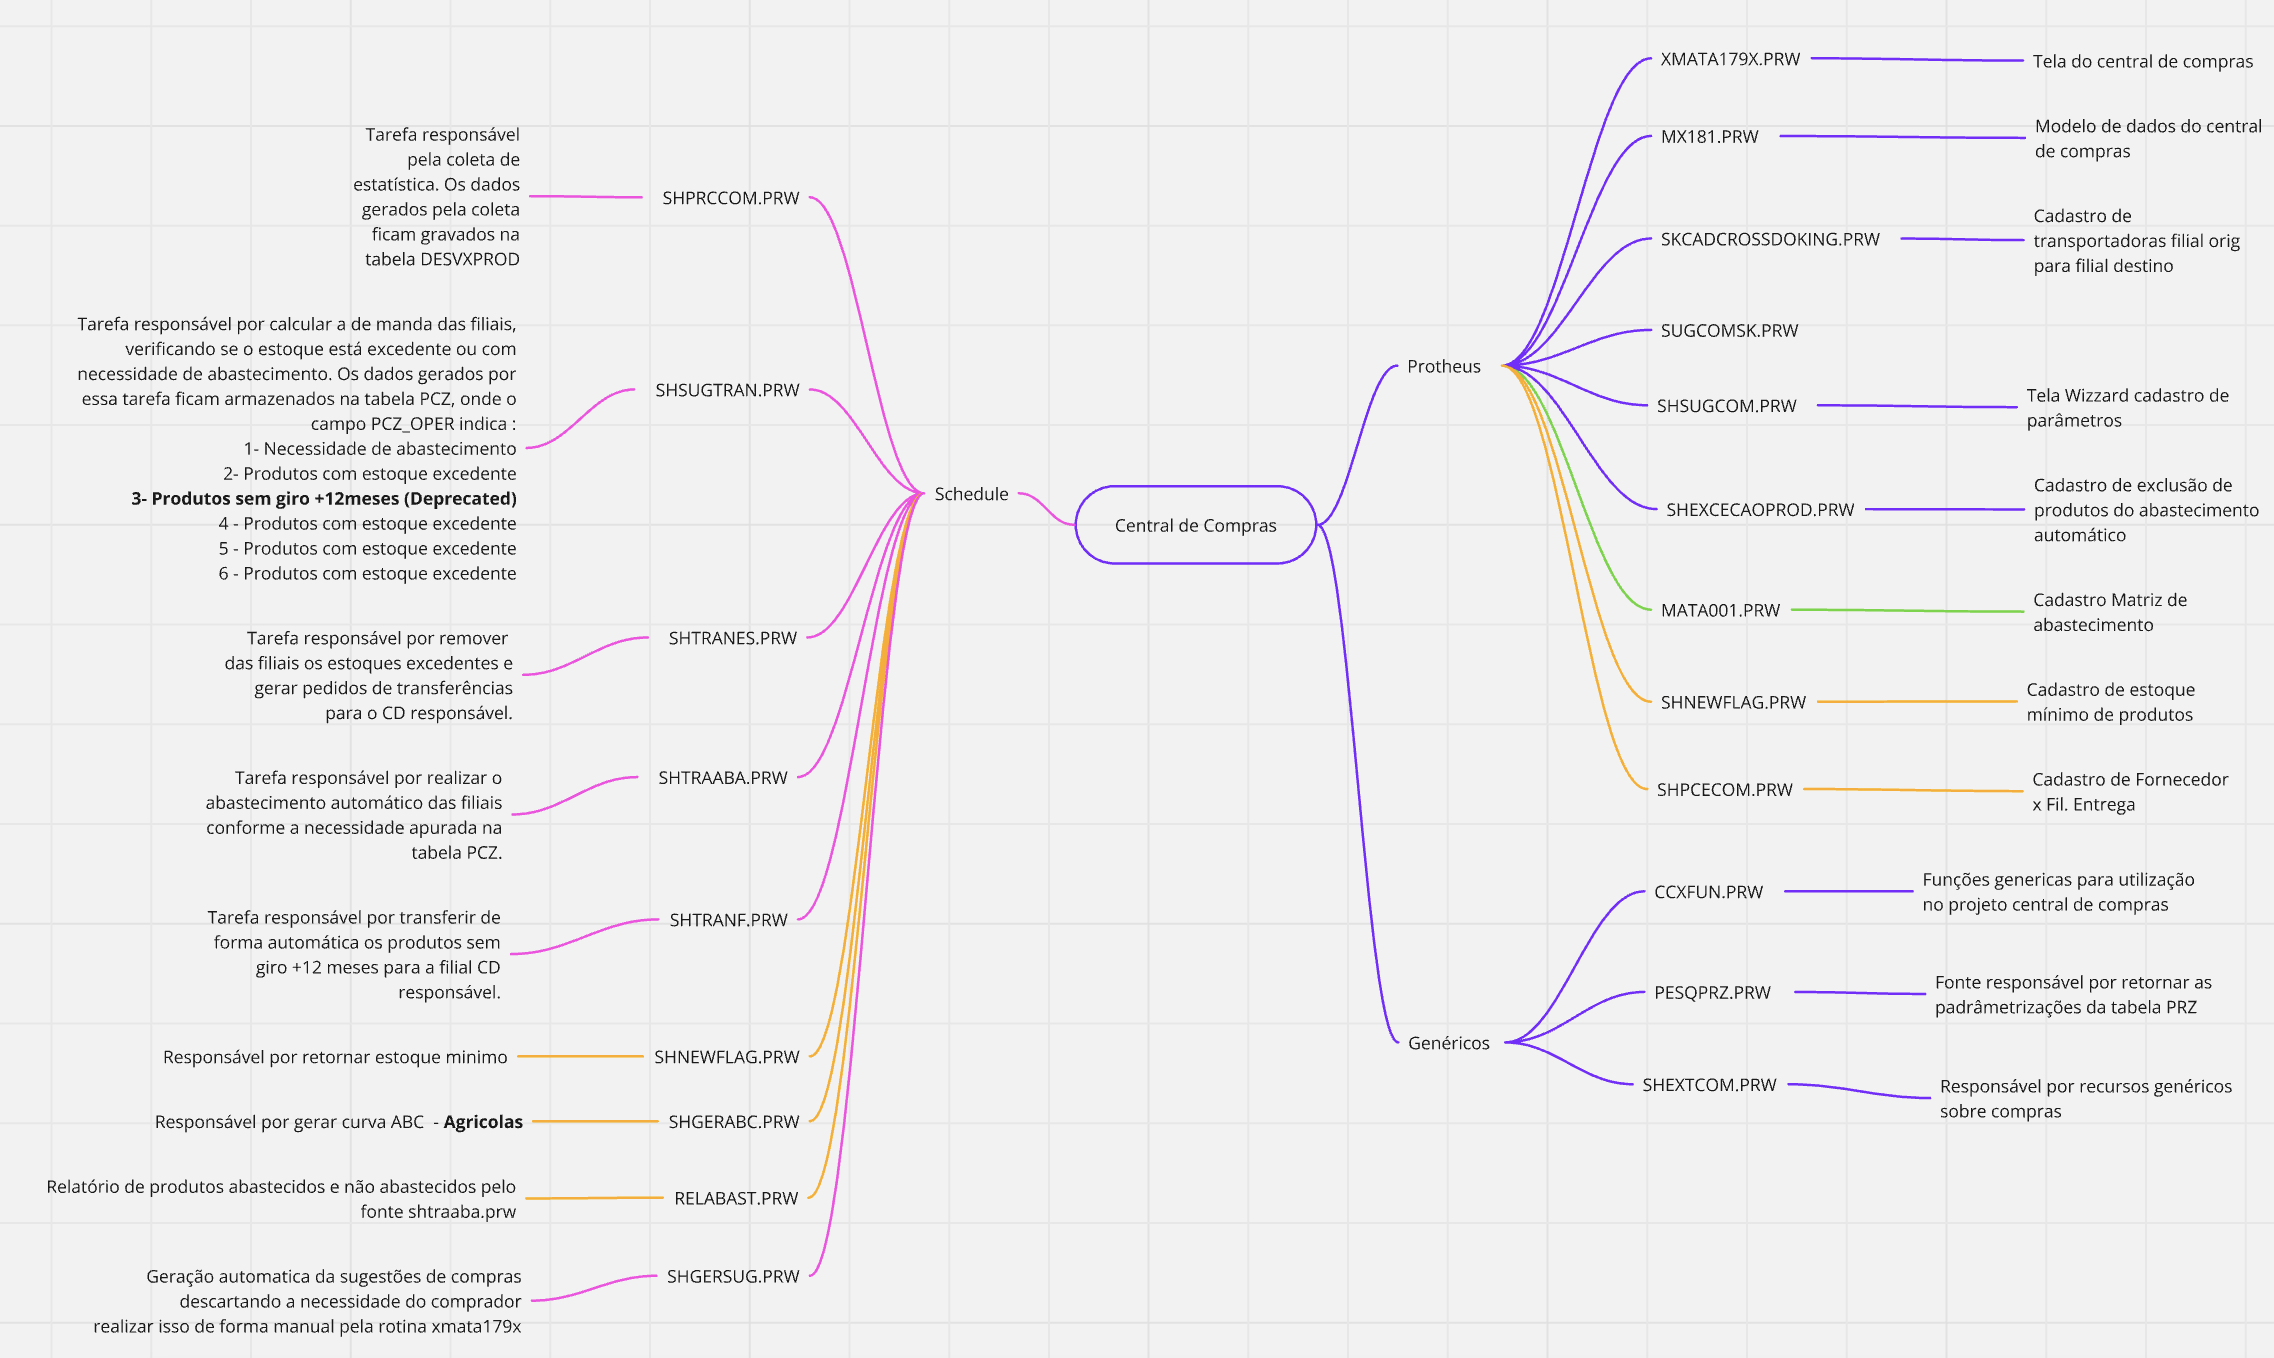 Central de Compras
Schedule
SHPRCCOM.PRW
Tarefa responsável
pela coleta de
estatística. Os dados
gerados pela coleta
ficam gravados na
tabela DESVXPROD
SHSUGTRAN.PRW
Tarefa responsável por calcular a de manda das filiais,
verificando se o estoque está excedente ou com
necessidade de abastecimento. Os dados gerados por
essa tarefa ficam armazenados na tabela PCZ, onde o
campo PCZ_OPER indica :
1- Necessidade de abastecimento
2- Produtos com estoque excedente
3- Produtos sem giro +12meses (Deprecated)
4 - Produtos com estoque excedente
5 - Produtos com estoque excedente
6 - Produtos com estoque excedente
SHTRANES.PRW
Tarefa responsável por remover
das filiais os estoques excedentes e
gerar pedidos de transferências
para o CD responsável.
SHTRAABA.PRW
Tarefa responsável por realizar o
abastecimento automático das filiais
conforme a necessidade apurada na
tabela PCZ.
SHTRANF.PRW
Tarefa responsável por transferir de
forma automática os produtos sem
giro +12 meses para a filial CD
responsável.
SHNEWFLAG.PRW
Responsável por retornar estoque minimo
SHGERABC.PRW
Responsável por gerar curva ABC  - Agricolas
RELABAST.PRW
Relatório de produtos abastecidos e não abastecidos pelo
fonte shtraaba.prw
SHGERSUG.PRW
Geração automatica da sugestões de compras
descartando a necessidade do comprador
realizar isso de forma manual pela rotina xmata179x
Protheus
XMATA179X.PRW
Tela do central de compras
MX181.PRW
Modelo de dados do central
de compras
SKCADCROSSDOKING.PRW
Cadastro de
transportadoras filial orig
para filial destino
SUGCOMSK.PRW
SHSUGCOM.PRW
Tela Wizzard cadastro de
parâmetros
SHEXCECAOPROD.PRW
Cadastro de exclusão de
produtos do abastecimento
automático
MATA001.PRW
Cadastro Matriz de
abastecimento
SHNEWFLAG.PRW
Cadastro de estoque
mínimo de produtos
SHPCECOM.PRW
Cadastro de Fornecedor
x Fil. Entrega
Genéricos
CCXFUN.PRW
Funções genericas para utilização
no projeto central de compras
PESQPRZ.PRW
Fonte responsável por retornar as
padrâmetrizações da tabela PRZ
SHEXTCOM.PRW
Responsável por recursos genéricos
sobre compras